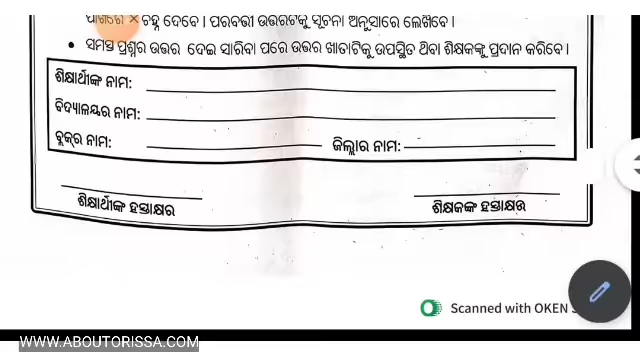 ପାଖରେ × ଚିହ୍ନ ଦେବେ । ପରବର୍ତ୍ତୀ ଉତ୍ତରଟିକୁ ସୂଚନା ଅନୁସାରେ ଲେଖିବେ ।
• ସମସ୍ତ ପ୍ରଶ୍ନର ଉତ୍ତର ଦେଇ ସାରିବା ପରେ ଉତ୍ତର ଖାତାଟିକୁ ଉପସ୍ଥିତ ଥିବା ଶିକ୍ଷକଙ୍କୁ ପ୍ରଦାନ କରିବେ ।
ଶିକ୍ଷାର୍ଥୀଙ୍କ ନାମ:
ବିଦ୍ୟାଳୟର ନାମ:
ବ୍ଲକ୍‌ର ନାମ: ଜିଲ୍ଲାର ନାମ:
ଶିକ୍ଷାର୍ଥୀଙ୍କ ହସ୍ତାକ୍ଷର ଶିକ୍ଷକଙ୍କ ହସ୍ତାକ୍ଷର
Scanned with OKEN
WWW.ABOUTORISSA.COM